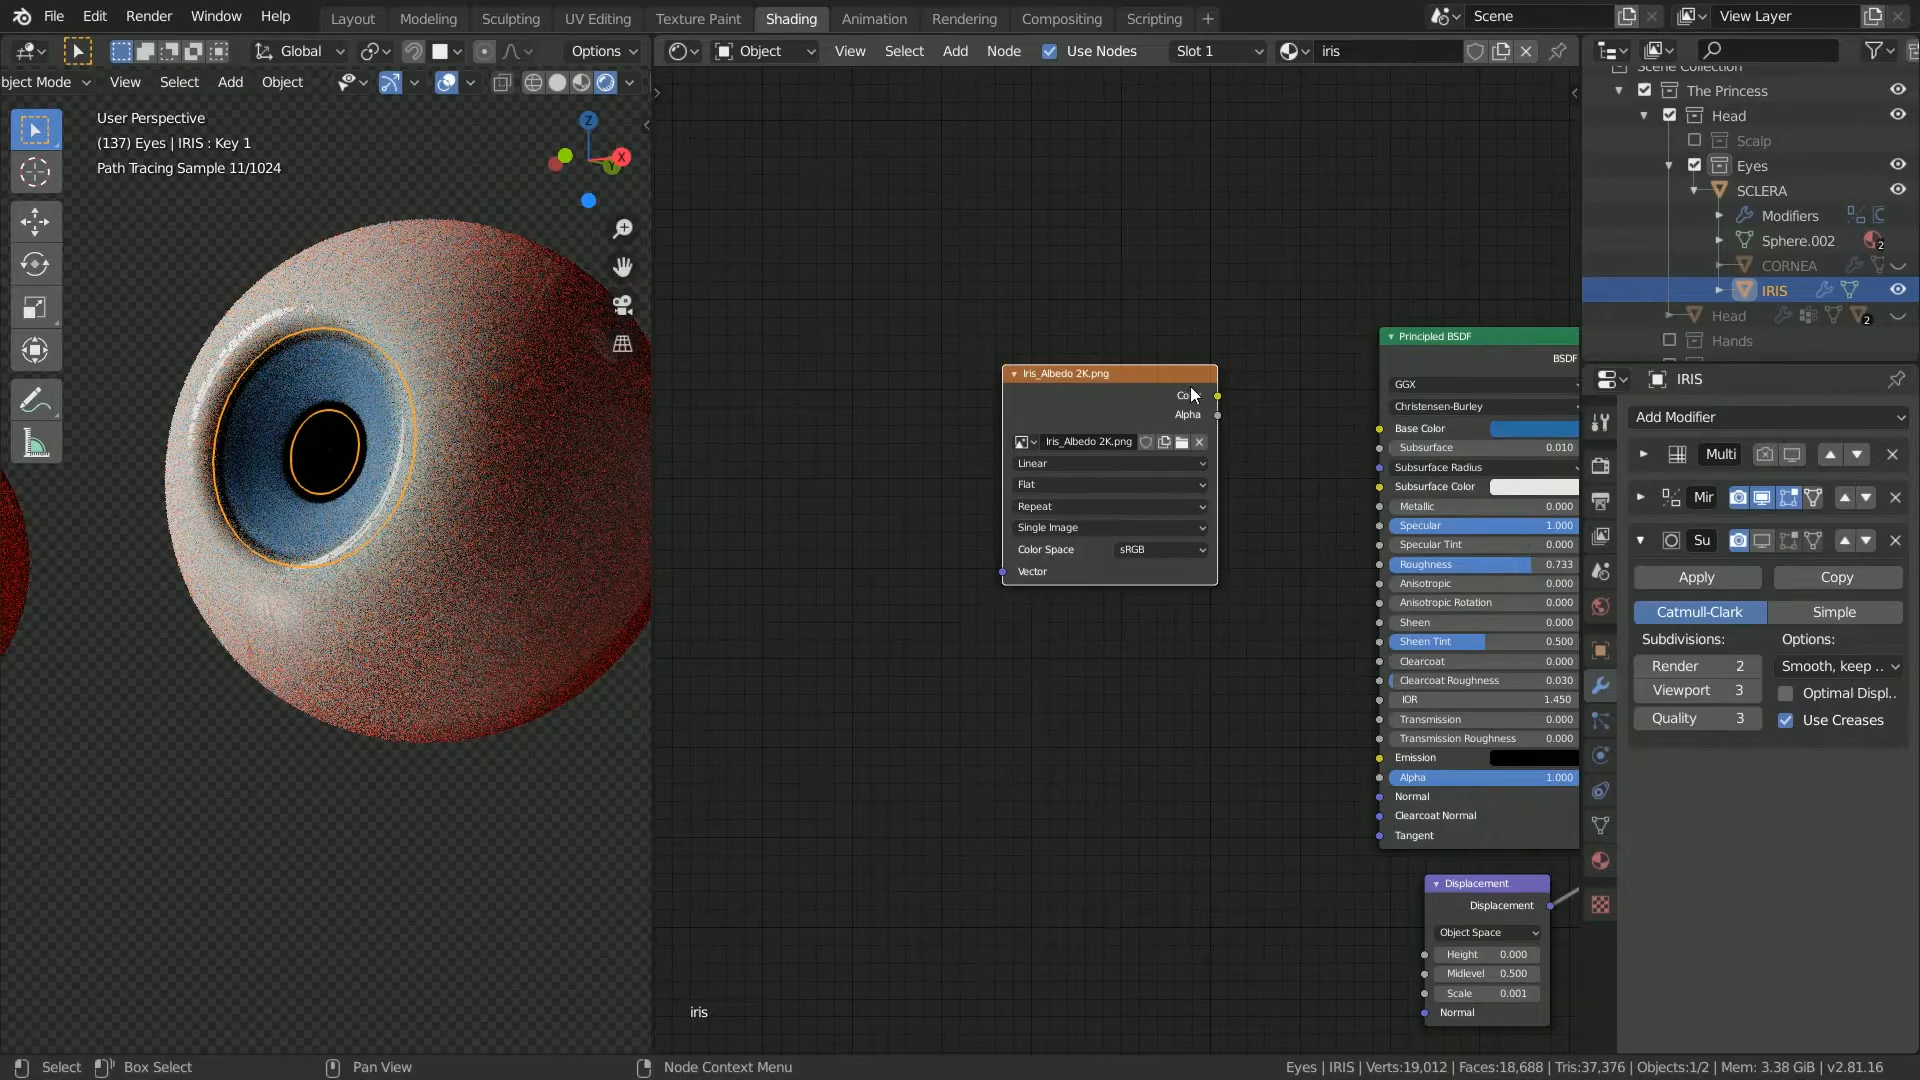 File Edit Render Window Help Layout Modeling Sculpting UV Editing Texture Paint Shading Animation Rendering Compositing Scripting + Scene View Layer
Global Options Object View Select Add Node Use Nodes Slot 1 iris
bject Mode View Select Add Object
User Perspective
(137) Eyes | IRIS : Key 1
Path Tracing Sample 11/1024
Z
X
Y
Iris_Albedo 2K.png
Alpha
Iris_Albedo 2K.png
Linear
Flat
Repeat
Single Image
Color Space sRGB
Vector
Principled BSDF
BSDF
GGX
Christensen-Burley
Base Color
Subsurface 0.010
Subsurface Radius
Subsurface Color
Metallic 0.000
Specular 1.000
Specular Tint 0.000
Roughness 0.733
Anisotropic 0.000
Anisotropic Rotation 0.000
Sheen 0.000
Sheen Tint 0.500
Clearcoat 0.000
Clearcoat Roughness 0.030
IOR 1.450
Transmission 0.000
Transmission Roughness 0.000
Emission
Alpha 1.000
Normal
Clearcoat Normal
Tangent
Displacement
Displacement
Object Space
Height 0.000
Midlevel 0.500
Scale 0.001
Normal
iris
Scene Collection
The Princess
Head
Scalp
Eyes
SCLERA
Modifiers
Sphere.002 2
CORNEA
IRIS
Head 2
Hands
IRIS
Add Modifier
Multi
Mir
Su
Apply Copy
Catmull-Clark Simple
Subdivisions: Options:
Render 2 Smooth, keep ..
Viewport 3 Optimal Displ..
Quality 3 Use Creases
Select Box Select Pan View Node Context Menu Eyes | IRIS | Verts:19,012 | Faces:18,688 | Tris:37,376 | Objects:1/2 | Mem: 3.38 GiB | v2.81.16